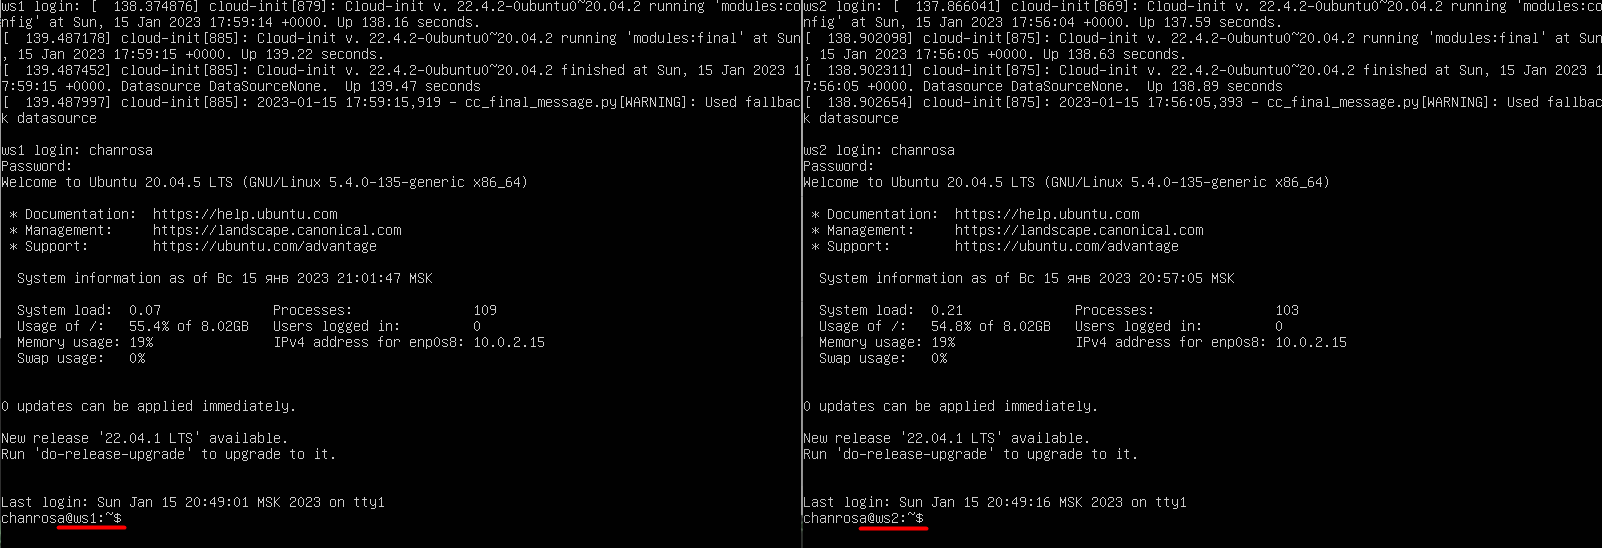 ws1 login: [  138.374876] cloud-init[879]: Cloud-init v. 22.4.2-0ubuntu0~20.04.2 running 'modules:co
nfig' at Sun, 15 Jan 2023 17:59:14 +0000. Up 138.16 seconds.
[  139.487178] cloud-init[885]: Cloud-init v. 22.4.2-0ubuntu0~20.04.2 running 'modules:final' at Sun
, 15 Jan 2023 17:59:15 +0000. Up 139.22 seconds.
[  139.487452] cloud-init[885]: Cloud-init v. 22.4.2-0ubuntu0~20.04.2 finished at Sun, 15 Jan 2023 1
7:59:15 +0000. Datasource DataSourceNone.  Up 139.47 seconds
[  139.487997] cloud-init[885]: 2023-01-15 17:59:15,919 - cc_final_message.py[WARNING]: Used fallbac
k datasource
ws1 login: chanrosa
Password:
Welcome to Ubuntu 20.04.5 LTS (GNU/Linux 5.4.0-135-generic x86_64)
* Documentation:  https://help.ubuntu.com
* Management:     https://landscape.canonical.com
* Support:        https://ubuntu.com/advantage
System information as of Вс 15 янв 2023 21:01:47 MSK
System load:  0.07              Processes:               109
Usage of /:   55.4% of 8.02GB   Users logged in:         0
Memory usage: 19%               IPv4 address for enp0s8: 10.0.2.15
Swap usage:   0%
0 updates can be applied immediately.
New release '22.04.1 LTS' available.
Run 'do-release-upgrade' to upgrade to it.
Last login: Sun Jan 15 20:49:01 MSK 2023 on tty1
chanrosa@ws1:~$
ws2 login: [  137.866041] cloud-init[869]: Cloud-init v. 22.4.2-0ubuntu0~20.04.2 running 'modules:co
nfig' at Sun, 15 Jan 2023 17:56:04 +0000. Up 137.59 seconds.
[  138.902098] cloud-init[875]: Cloud-init v. 22.4.2-0ubuntu0~20.04.2 running 'modules:final' at Sun
, 15 Jan 2023 17:56:05 +0000. Up 138.63 seconds.
[  138.902311] cloud-init[875]: Cloud-init v. 22.4.2-0ubuntu0~20.04.2 finished at Sun, 15 Jan 2023 1
7:56:05 +0000. Datasource DataSourceNone.  Up 138.89 seconds
[  138.902654] cloud-init[875]: 2023-01-15 17:56:05,393 - cc_final_message.py[WARNING]: Used fallbac
k datasource
ws2 login: chanrosa
Password:
Welcome to Ubuntu 20.04.5 LTS (GNU/Linux 5.4.0-135-generic x86_64)
* Documentation:  https://help.ubuntu.com
* Management:     https://landscape.canonical.com
* Support:        https://ubuntu.com/advantage
System information as of Вс 15 янв 2023 20:57:05 MSK
System load:  0.21              Processes:               103
Usage of /:   54.8% of 8.02GB   Users logged in:         0
Memory usage: 19%               IPv4 address for enp0s8: 10.0.2.15
Swap usage:   0%
0 updates can be applied immediately.
New release '22.04.1 LTS' available.
Run 'do-release-upgrade' to upgrade to it.
Last login: Sun Jan 15 20:49:16 MSK 2023 on tty1
chanrosa@ws2:~$